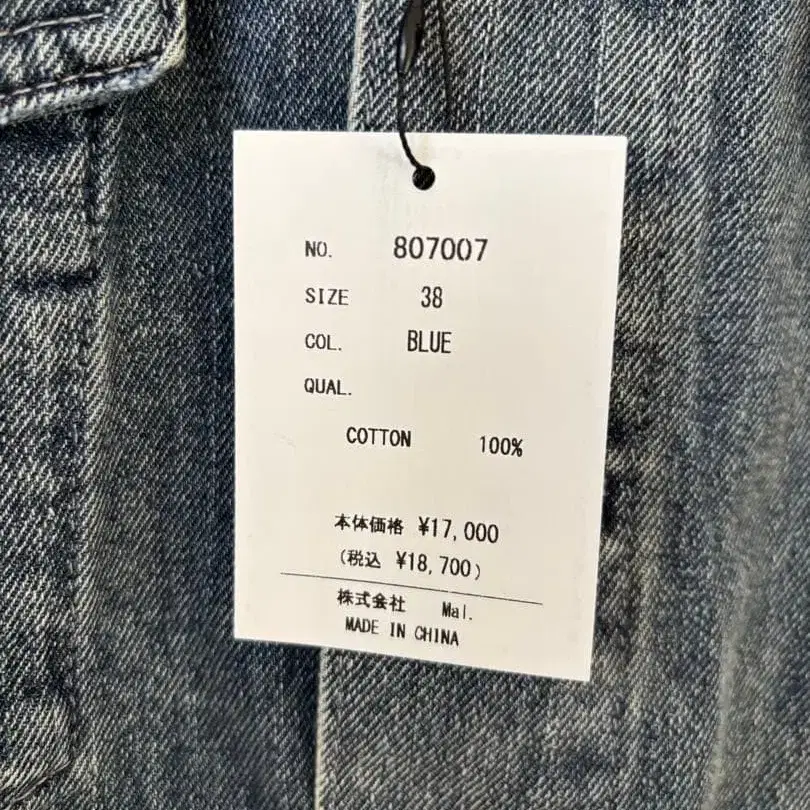 NO. 807007
SIZE 38
COL. BLUE
QUAL.
COTTON 100%
本体価格 ¥17,000
(税込 ¥18,700)
株式会社 Mal.
MADE IN CHINA